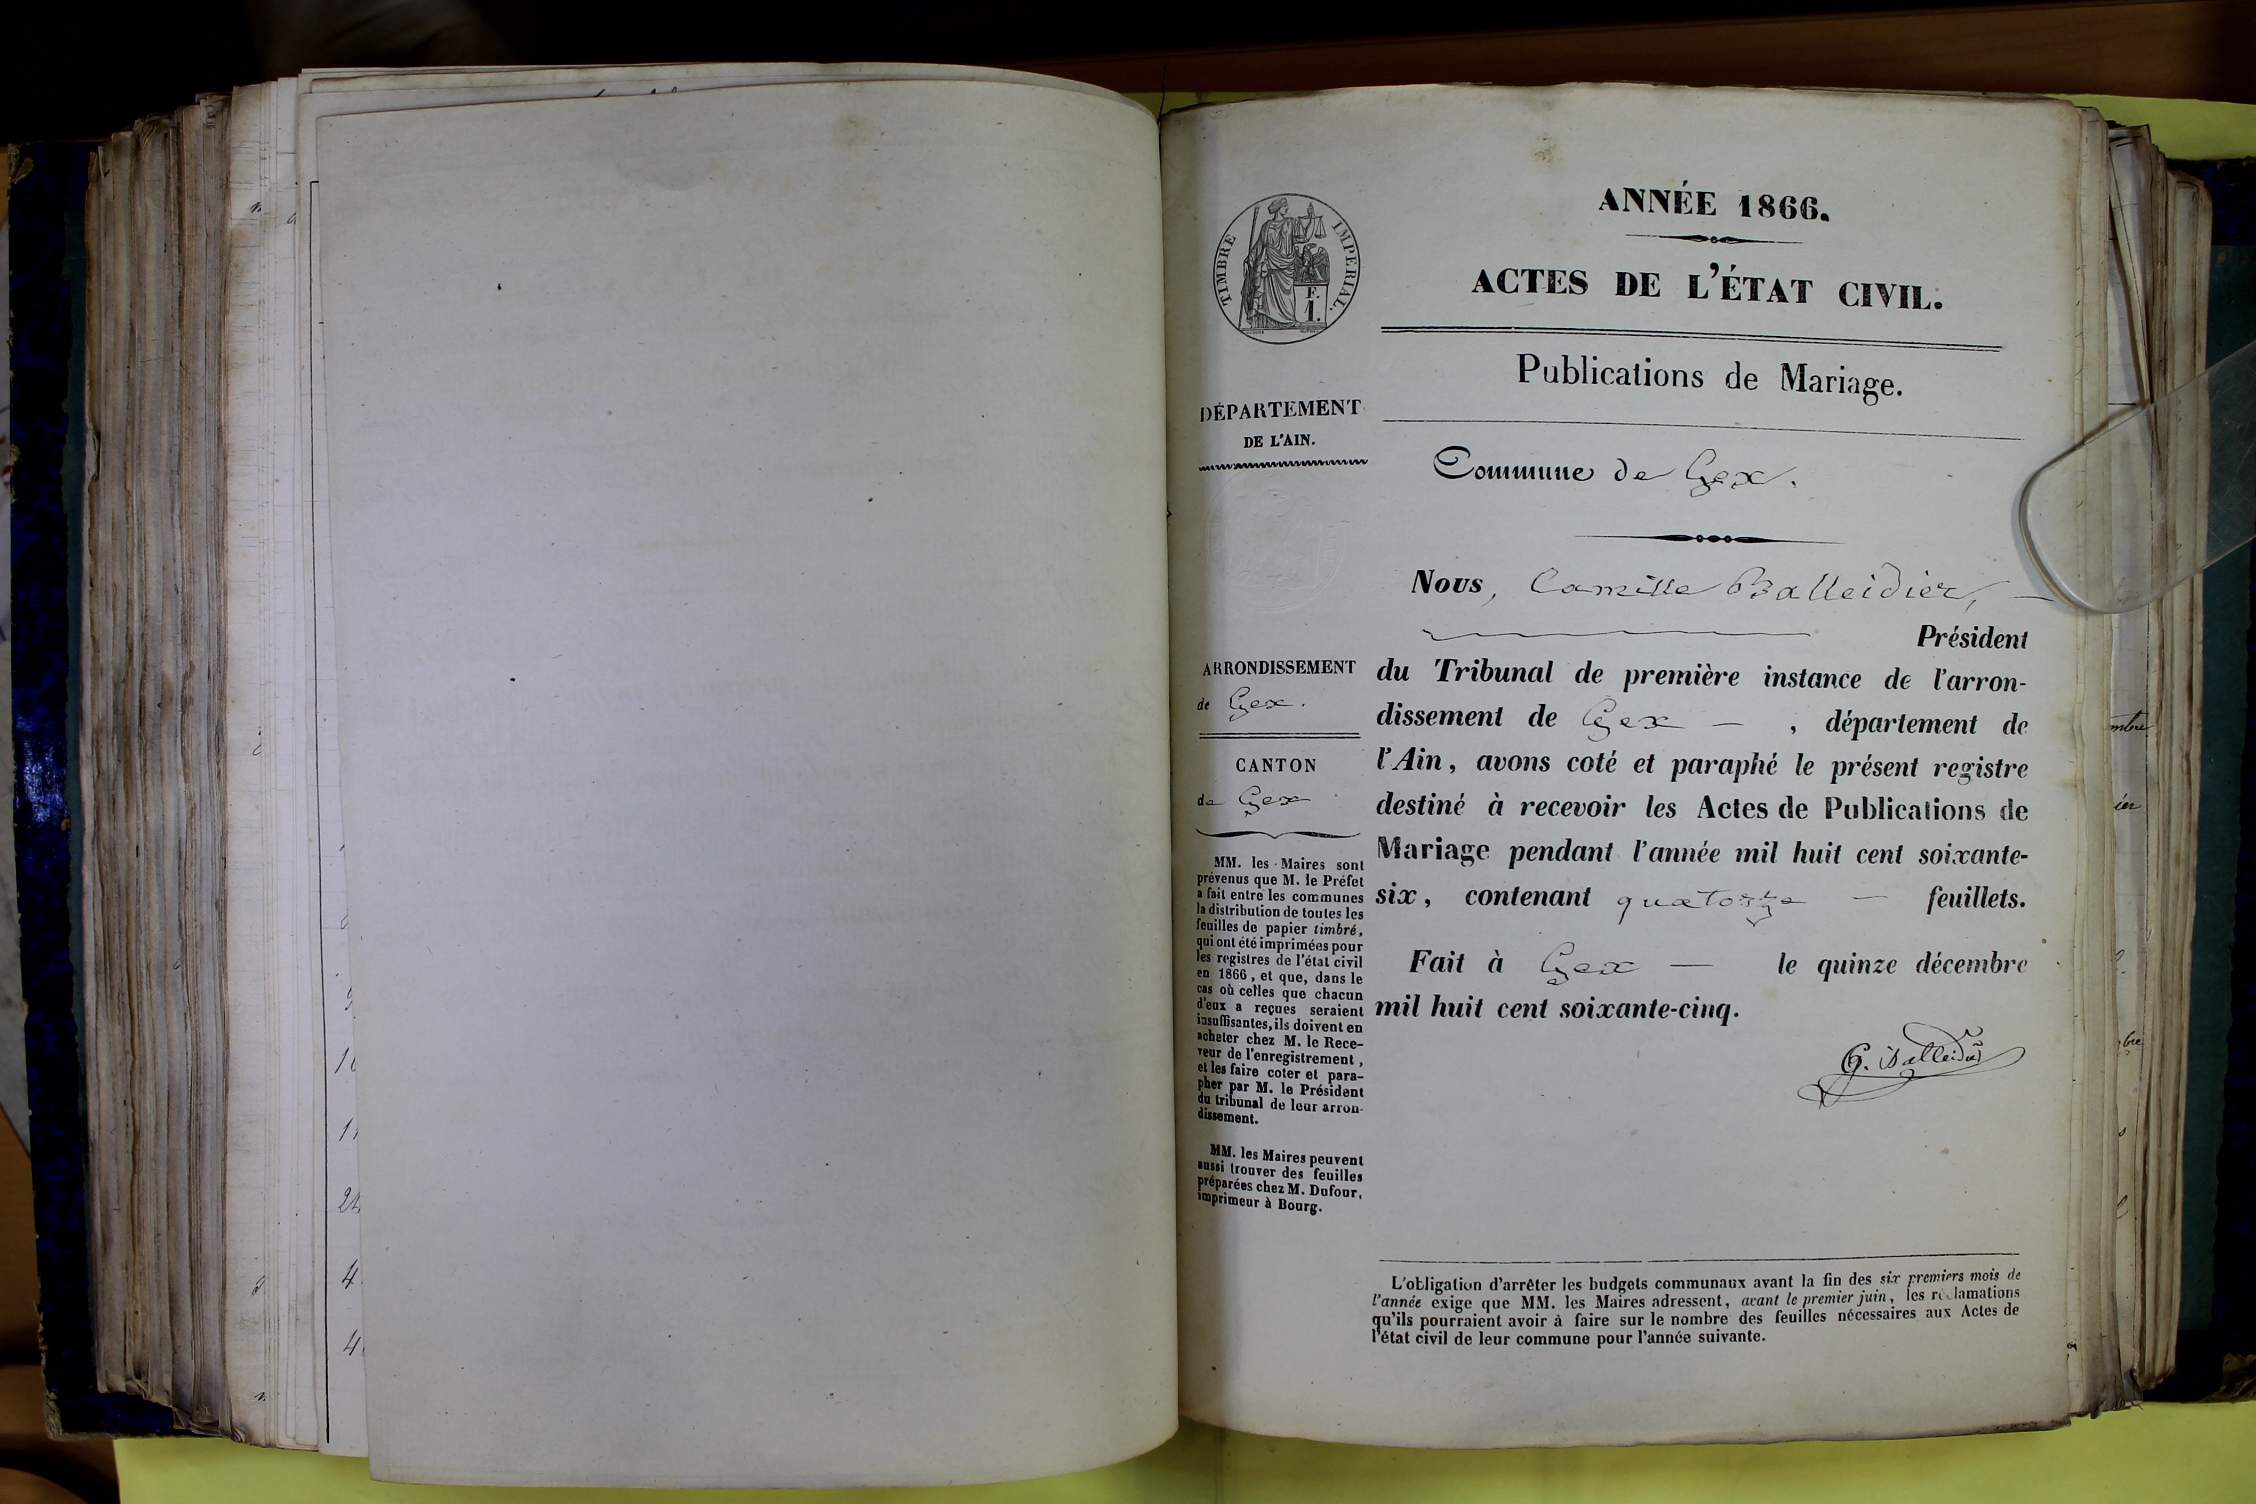 ANNÉE 1866.
ACTES DE L'ÉTAT CIVIL.
Publications de Mariage.
TIMBRE IMPERIAL.
F.
1.
DÉPARTEMENT
DE L'AIN.
Commune de Gex.
Nous, Camille Balleidier,
Président
du Tribunal de première instance de l'arron-
dissement de Gex — , département de
l'Ain, avons coté et paraphé le présent registre
destiné à recevoir les Actes de Publications de
Mariage pendant l'année mil huit cent soixante-
six, contenant quatorze — feuillets.
Fait à Gex — le quinze décembre
mil huit cent soixante-cinq.
C. Balleidier
ARRONDISSEMENT
de Gex.
CANTON
de Gex
MM. les Maires sont
prévenus que M. le Préfet
a fait entre les communes
la distribution de toutes les
feuilles de papier timbré,
qui ont été imprimées pour
les registres de l'état civil
en 1866, et que, dans le
cas où celles que chacun
d'eux a reçues seraient
insuffisantes, ils doivent en
acheter chez M. le Rece-
veur de l'enregistrement,
et les faire coter et para-
pher par M. le Président
du tribunal de leur arron-
dissement.
MM. les Maires peuvent
aussi trouver des feuilles
préparées chez M. Dufour,
imprimeur à Bourg.
L'obligation d'arrêter les budgets communaux avant la fin des six premiers mois de
l'année exige que MM. les Maires adressent, avant le premier juin, les réclamations
qu'ils pourraient avoir à faire sur le nombre des feuilles nécessaires aux Actes de
l'état civil de leur commune pour l'année suivante.